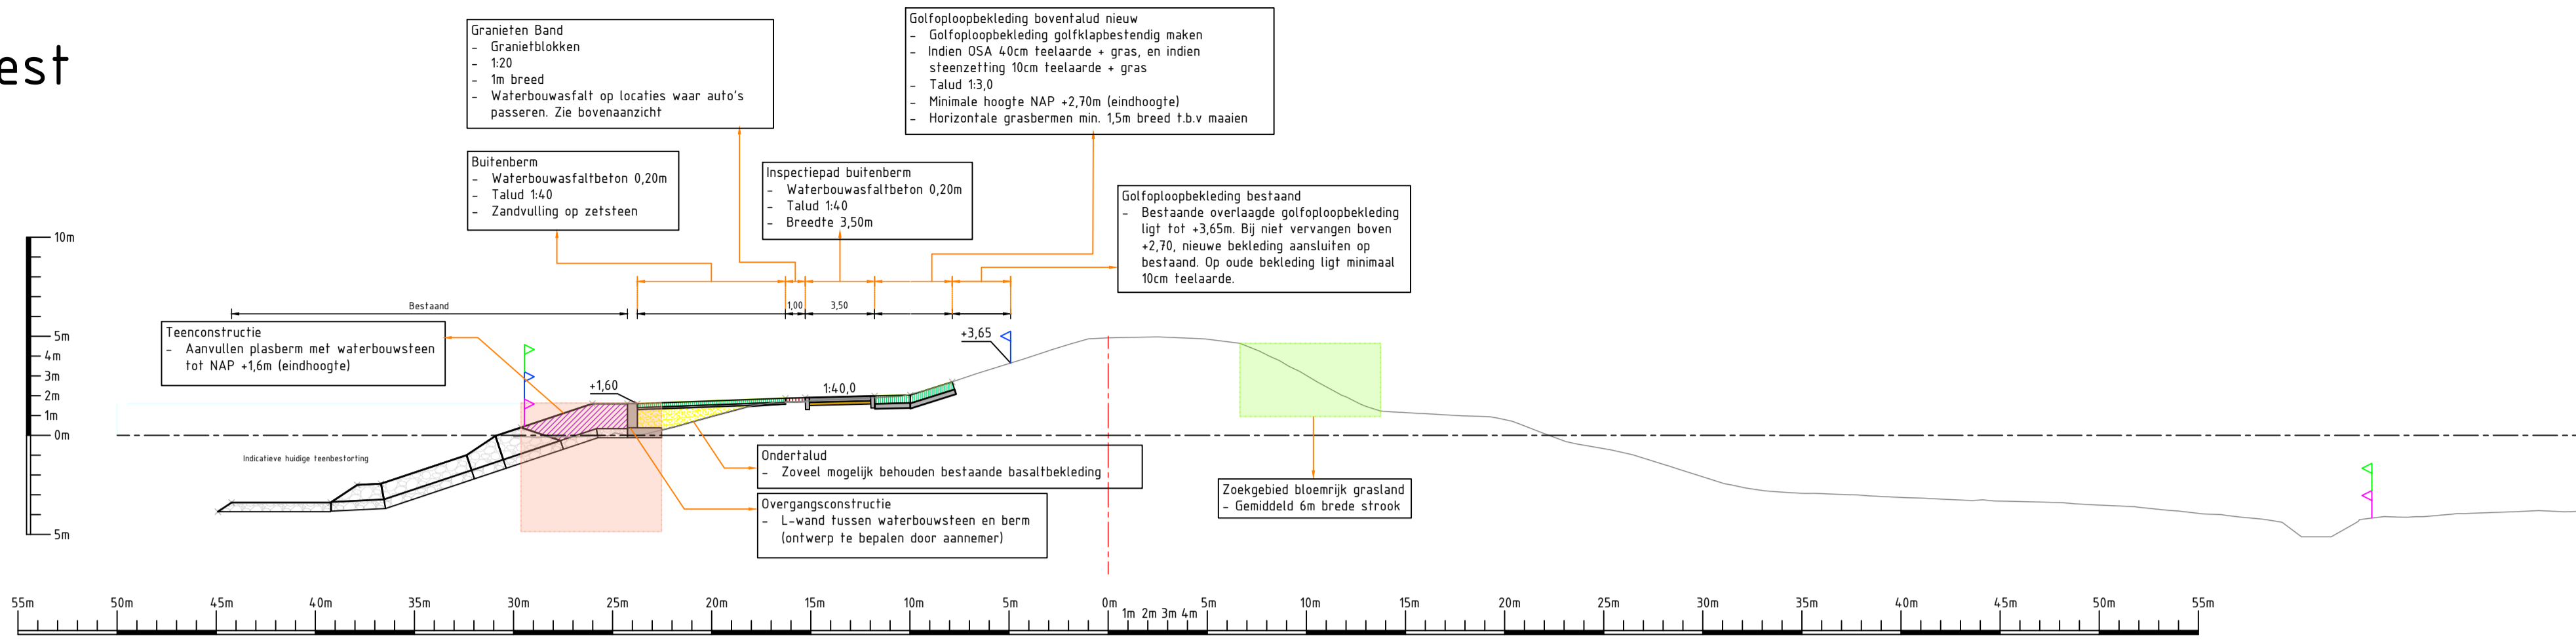 est
Granieten Band
- Granietblokken
- 1:20
- 1m breed
- Waterbouwasfalt op locaties waar auto's
passeren. Zie bovenaanzicht
Golfoploopbekleding boventalud nieuw
- Golfoploopbekleding golfklapbestendig maken
- Indien OSA 40cm teelaarde + gras, en indien
steenzetting 10cm teelaarde + gras
- Talud 1:3,0
- Minimale hoogte NAP +2,70m (eindhoogte)
- Horizontale grasbermen min. 1,5m breed t.b.v maaien
Buitenberm
- Waterbouwasfaltbeton 0,20m
- Talud 1:40
- Zandvulling op zetsteen
Inspectiepad buitenberm
- Waterbouwasfaltbeton 0,20m
- Talud 1:40
- Breedte 3,50m
Golfoploopbekleding bestaand
- Bestaande overlaagde golfoploopbekleding
ligt tot +3,65m. Bij niet vervangen boven
+2,70, nieuwe bekleding aansluiten op
bestaand. Op oude bekleding ligt minimaal
10cm teelaarde.
10m
5m
4m
3m
2m
1m
0m
5m
Bestaand
1,00
3,50
Teenconstructie
- Aanvullen plasberm met waterbouwsteen
tot NAP +1,6m (eindhoogte)
+3,65
+1,60
1:40,0
Indicatieve huidige teenbestorting
Ondertalud
- Zoveel mogelijk behouden bestaande basaltbekleding
Overgangsconstructie
- L-wand tussen waterbouwsteen en berm
(ontwerp te bepalen door aannemer)
Zoekgebied bloemrijk grasland
- Gemiddeld 6m brede strook
55m 50m 45m 40m 35m 30m 25m 20m 15m 10m 5m 0m 5m 10m 15m 20m 25m 30m 35m 40m 45m 50m 55m
1m 2m 3m 4m